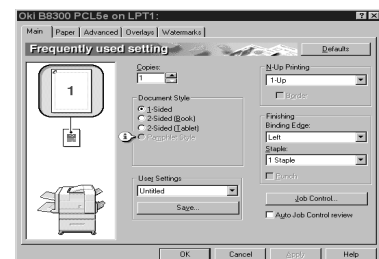 Oki B8300 PCL5e on LPT1:
Main
Paper
Advanced
Overlays
Watermarks
Frequently used setting
Defaults
1
Copies:
1
Document Style
1-Sided
2-Sided (Book)
2-Sided (Tablet)
Pamphlet Style
User Settings
Untitled
Save...
N-Up Printing
1-Up
Border
Finishing
Binding Edge:
Left
Staple:
1 Staple
Punch
Job Control...
Auto Job Control review
OK
Cancel
Apply
Help